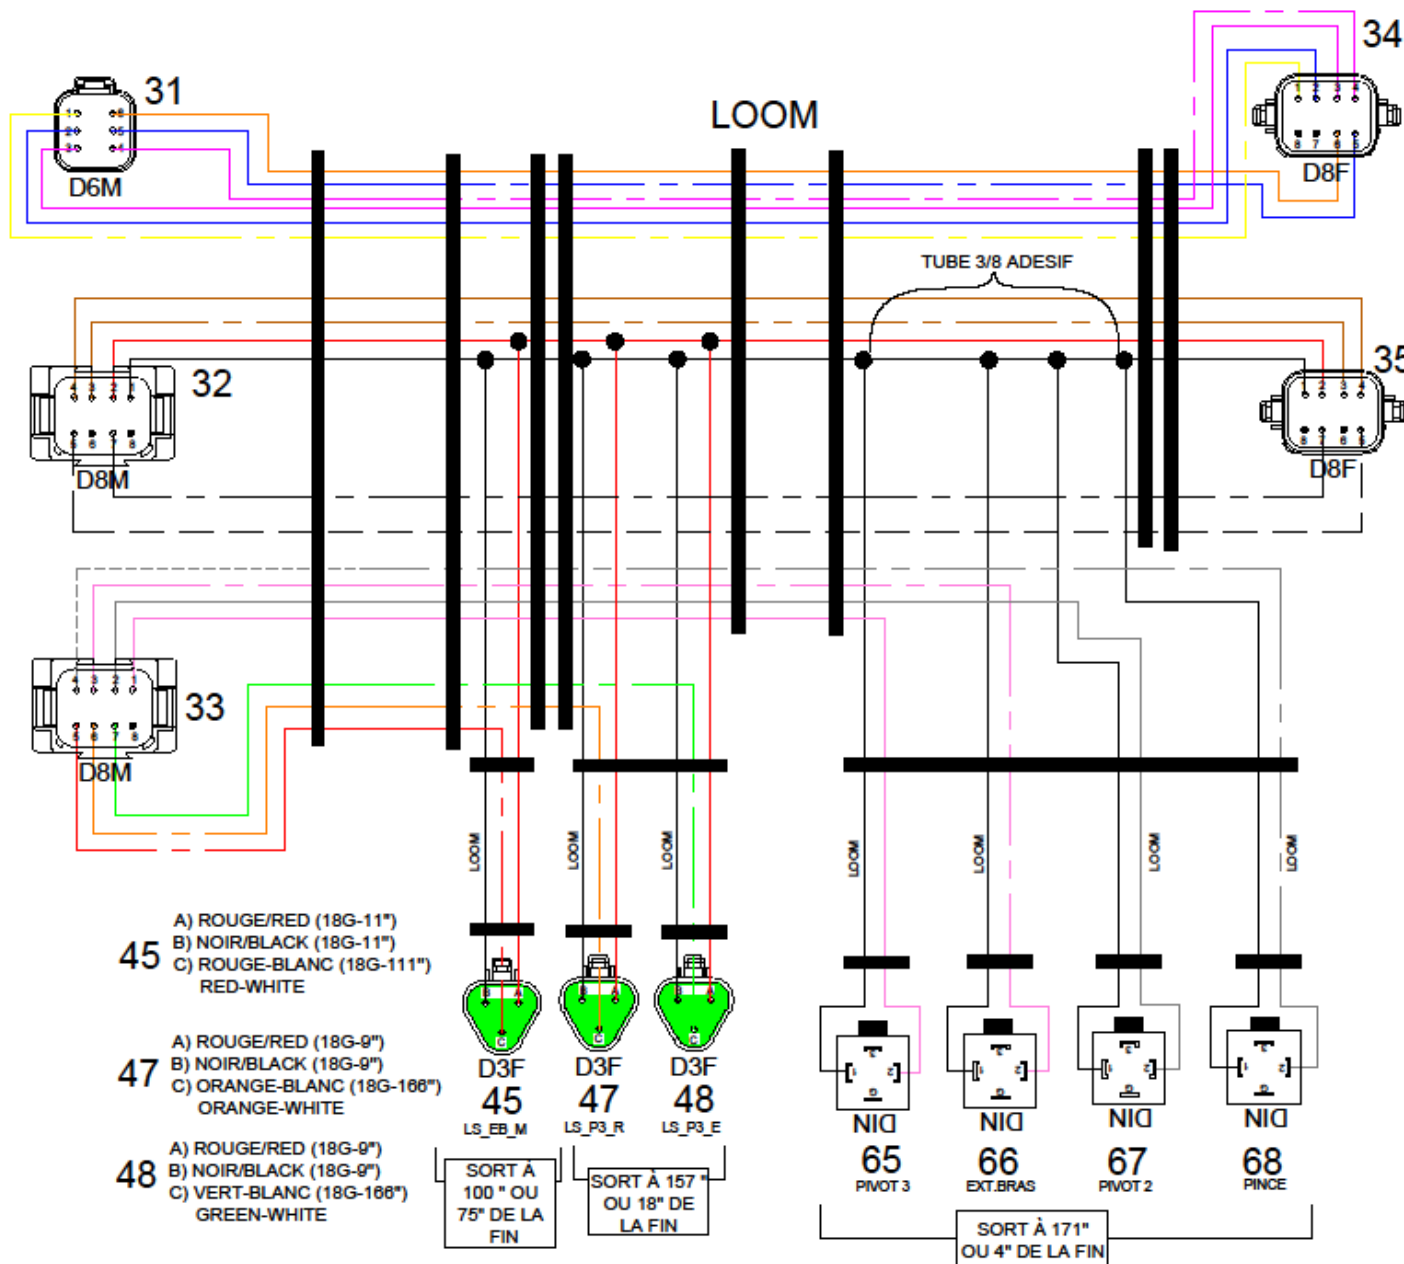 31
D6M
LOOM
34
D8F
TUBE 3/8 ADESIF
32
D8M
35
D8F
33
D8M
LOOM
LOOM
LOOM
LOOM
LOOM
LOOM
LOOM
45
A) ROUGE/RED (18G-11")
B) NOIR/BLACK (18G-11")
C) ROUGE-BLANC (18G-111")
RED-WHITE
47
A) ROUGE/RED (18G-9")
B) NOIR/BLACK (18G-9")
C) ORANGE-BLANC (18G-166")
ORANGE-WHITE
48
A) ROUGE/RED (18G-9")
B) NOIR/BLACK (18G-9")
C) VERT-BLANC (18G-166")
GREEN-WHITE
B A
C
D3F
45
LS_EB_M
B A
C
D3F
47
LS_P3_R
B A
C
D3F
48
LS_P3_E
SORT À
100 " OU
75" DE LA
FIN
SORT À 157 "
OU 18" DE
LA FIN
DIN
65
PIVOT 3
DIN
66
EXT.BRAS
DIN
67
PIVOT 2
DIN
68
PINCE
SORT À 171"
OU 4" DE LA FIN